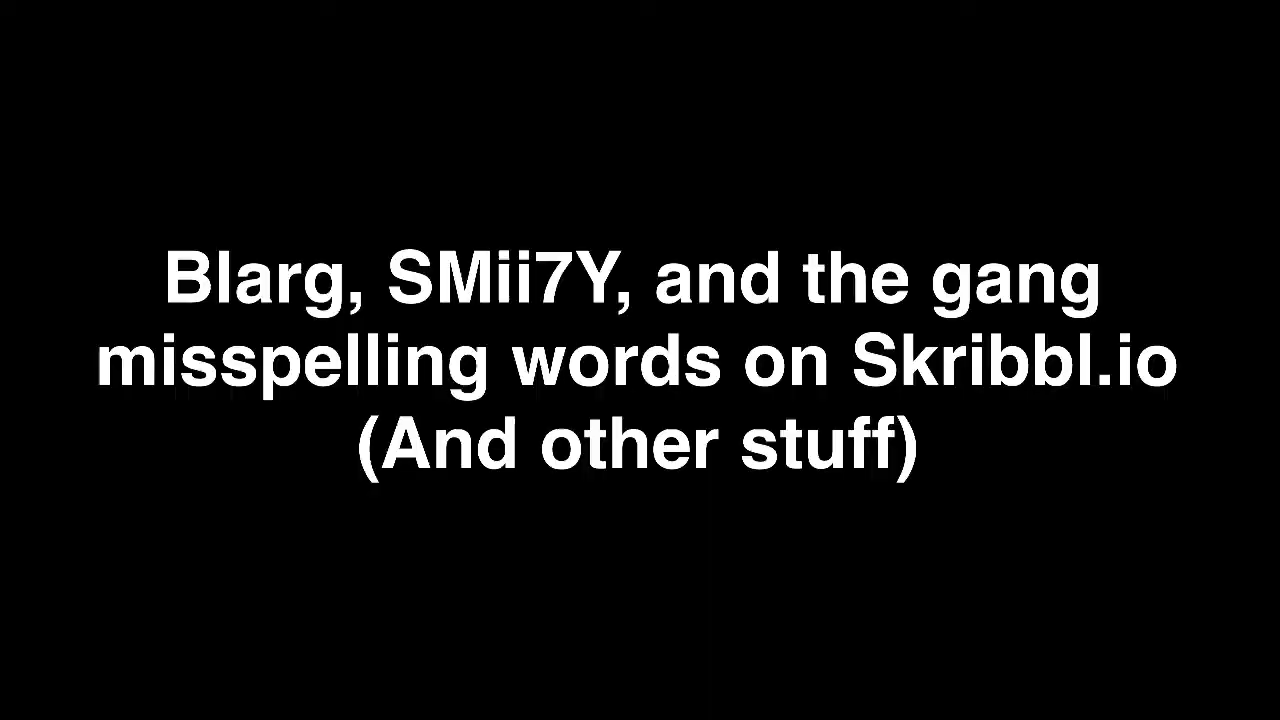 Blarg, SMii7Y, and the gang
misspelling words on Skribbl.io
(And other stuff)